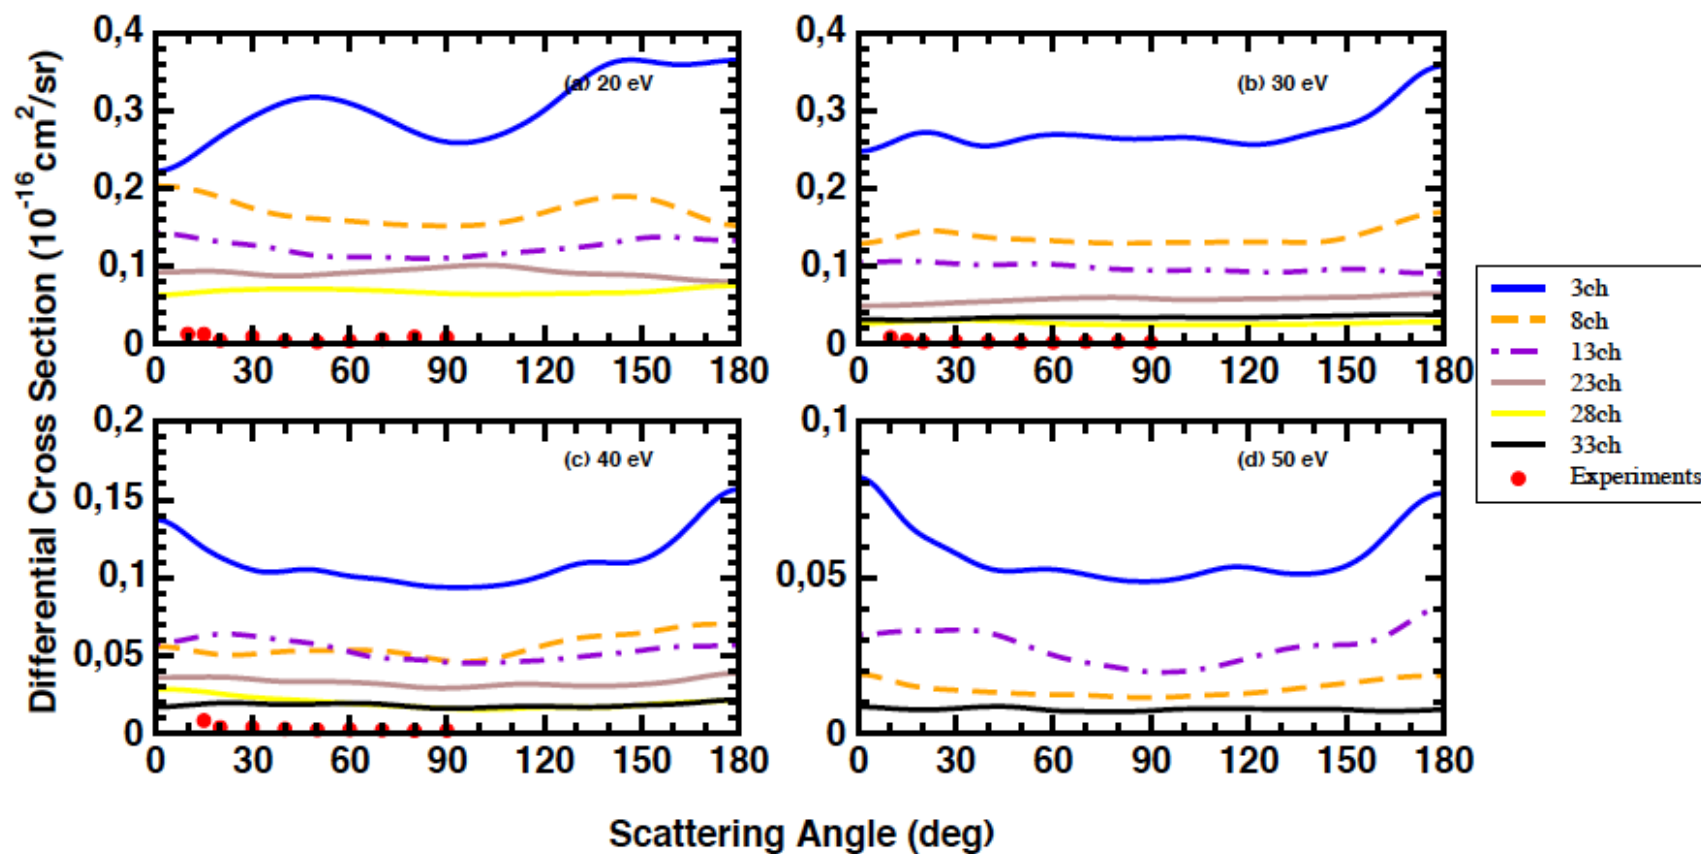 Differential Cross Section (10⁻¹⁶cm²/sr)
0,4
0,3
0,2
0,1
0
(a) 20 eV
0 30 60 90 120 150 180
0,4
0,3
0,2
0,1
0
(b) 30 eV
0 30 60 90 120 150 180
0,2
0,15
0,1
0,05
0
(c) 40 eV
0 30 60 90 120 150 180
0,1
0,05
0
(d) 50 eV
0 30 60 90 120 150 180
3ch
8ch
13ch
23ch
28ch
33ch
Experiments
Scattering Angle (deg)